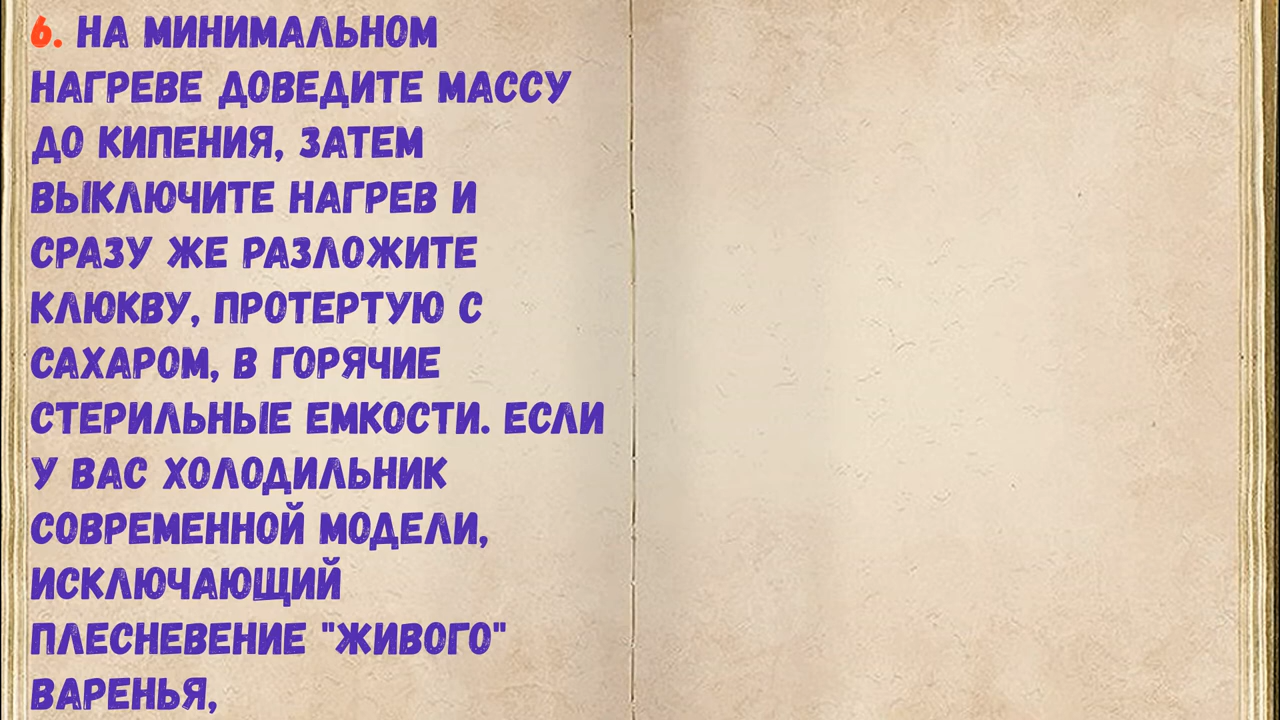 6. НА МИНИМАЛЬНОМ
НАГРЕВЕ ДОВЕДИТЕ МАССУ
ДО КИПЕНИЯ, ЗАТЕМ
ВЫКЛЮЧИТЕ НАГРЕВ И
СРАЗУ ЖЕ РАЗЛОЖИТЕ
КЛЮКВУ, ПРОТЕРТУЮ С
САХАРОМ, В ГОРЯЧИЕ
СТЕРИЛЬНЫЕ ЕМКОСТИ. ЕСЛИ
У ВАС ХОЛОДИЛЬНИК
СОВРЕМЕННОЙ МОДЕЛИ,
ИСКЛЮЧАЮЩИЙ
ПЛЕСНЕВЕНИЕ "ЖИВОГО"
ВАРЕНЬЯ,